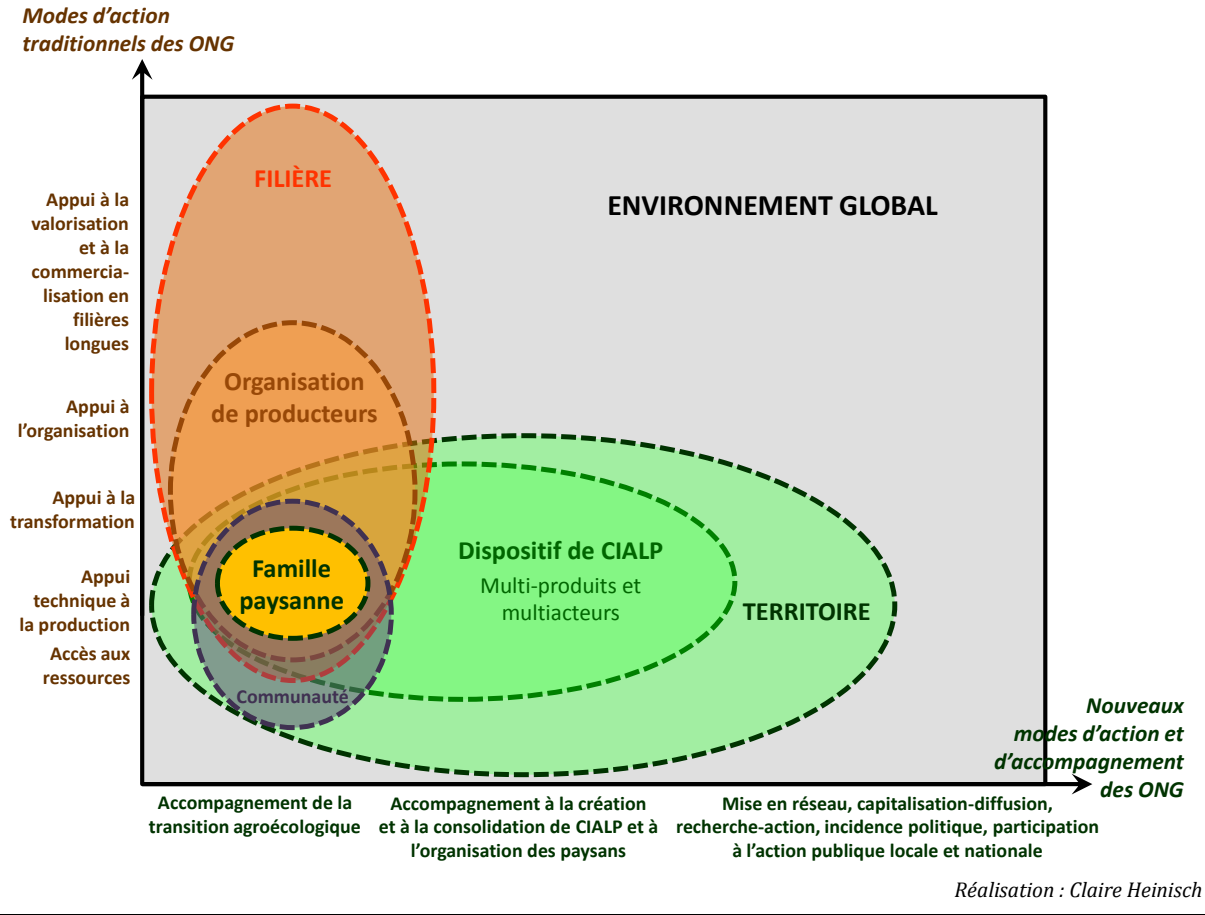 Modes d'action
traditionnels des ONG
FILIÈRE
ENVIRONNEMENT GLOBAL
Appui à la
valorisation
et à la
commercia-
lisation en
filières
longues
Organisation
de producteurs
Appui à
l'organisation
Appui à la
transformation
Dispositif de CIALP
Multi-produits et
multiacteurs
Famille
paysanne
TERRITOIRE
Appui
technique à
la production
Accès aux
ressources
Communauté
Nouveaux
modes d'action et
d'accompagnement
des ONG
Accompagnement de la
transition agroécologique
Accompagnement à la création
et à la consolidation de CIALP et à
l'organisation des paysans
Mise en réseau, capitalisation-diffusion,
recherche-action, incidence politique, participation
à l'action publique locale et nationale
Réalisation : Claire Heinisch